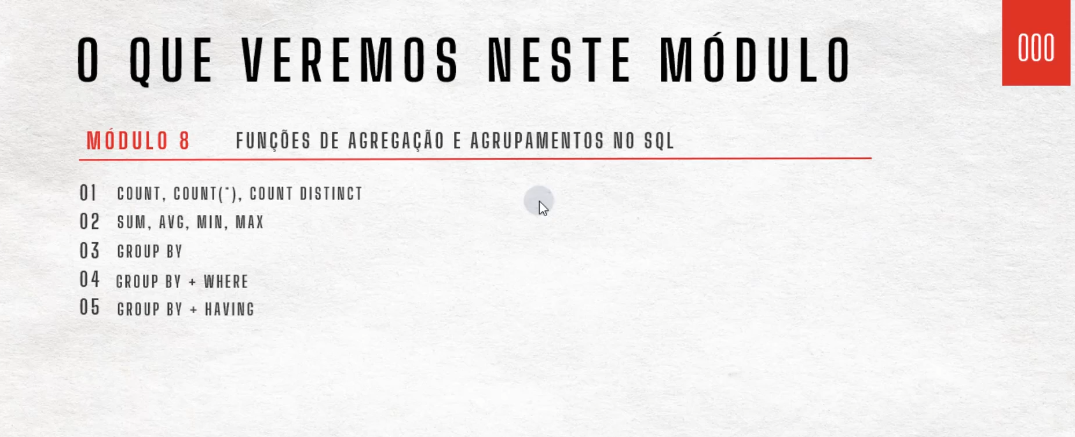 O QUE VEREMOS NESTE MÓDULO
000
MÓDULO 8 FUNÇÕES DE AGREGAÇÃO E AGRUPAMENTOS NO SQL
01 COUNT, COUNT(*), COUNT DISTINCT
02 SUM, AVG, MIN, MAX
03 GROUP BY
04 GROUP BY + WHERE
05 GROUP BY + HAVING